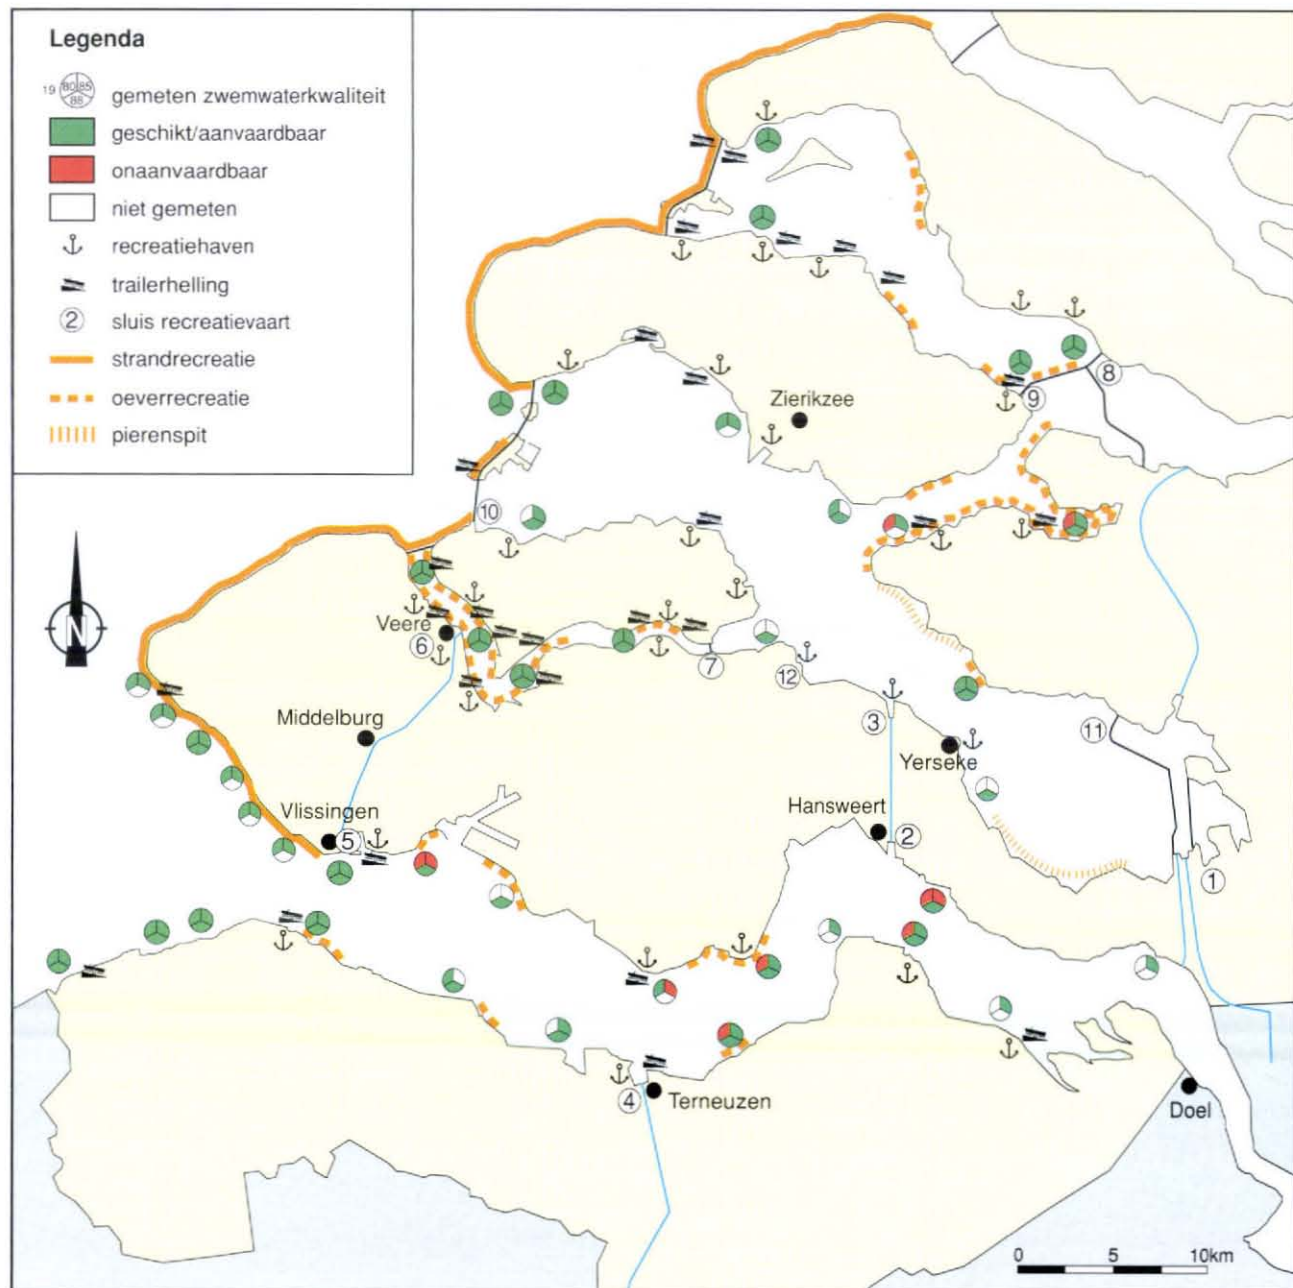 Legenda
19 80 85 88 gemeten zwemwaterkwaliteit
geschikt/aanvaardbaar
onaanvaardbaar
niet gemeten
recreatiehaven
trailerhelling
2 sluis recreatievaart
strandrecreatie
oeverrecreatie
pierenspit
8
9
Zierikzee
10
N
Veere
6
7
12
11
3
Middelburg
Yerseke
Vlissingen
5
Hansweert
2
1
4
Terneuzen
Doel
0 5 10km